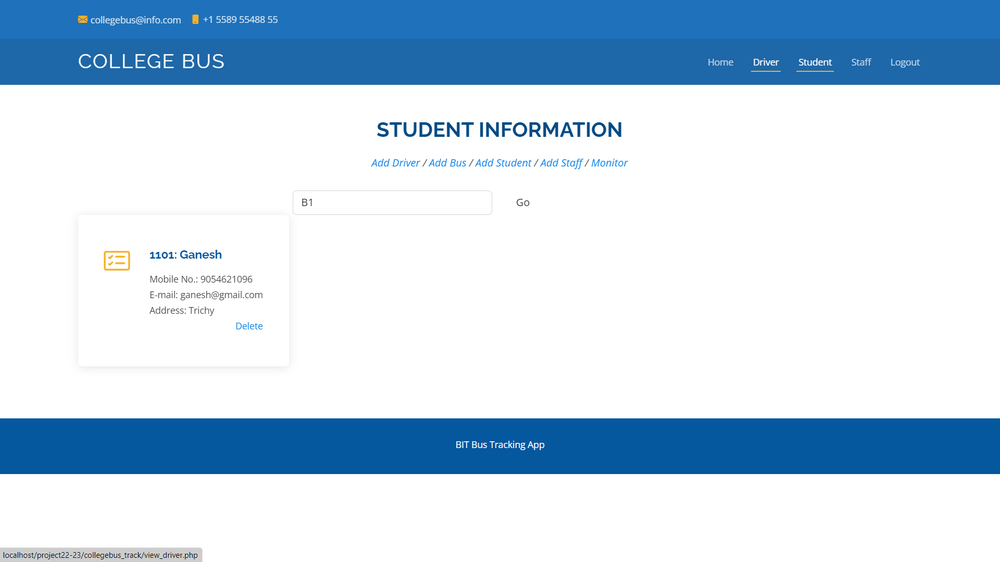 collegebus@info.com +1 5589 55488 55
COLLEGE BUS
Home Driver Student Staff Logout
STUDENT INFORMATION
Add Driver / Add Bus / Add Student / Add Staff / Monitor
B1 Go
1101: Ganesh
Mobile No.: 9054621096
E-mail: ganesh@gmail.com
Address: Trichy
Delete
BIT Bus Tracking App
localhost/project22-23/collegebus_track/view_driver.php